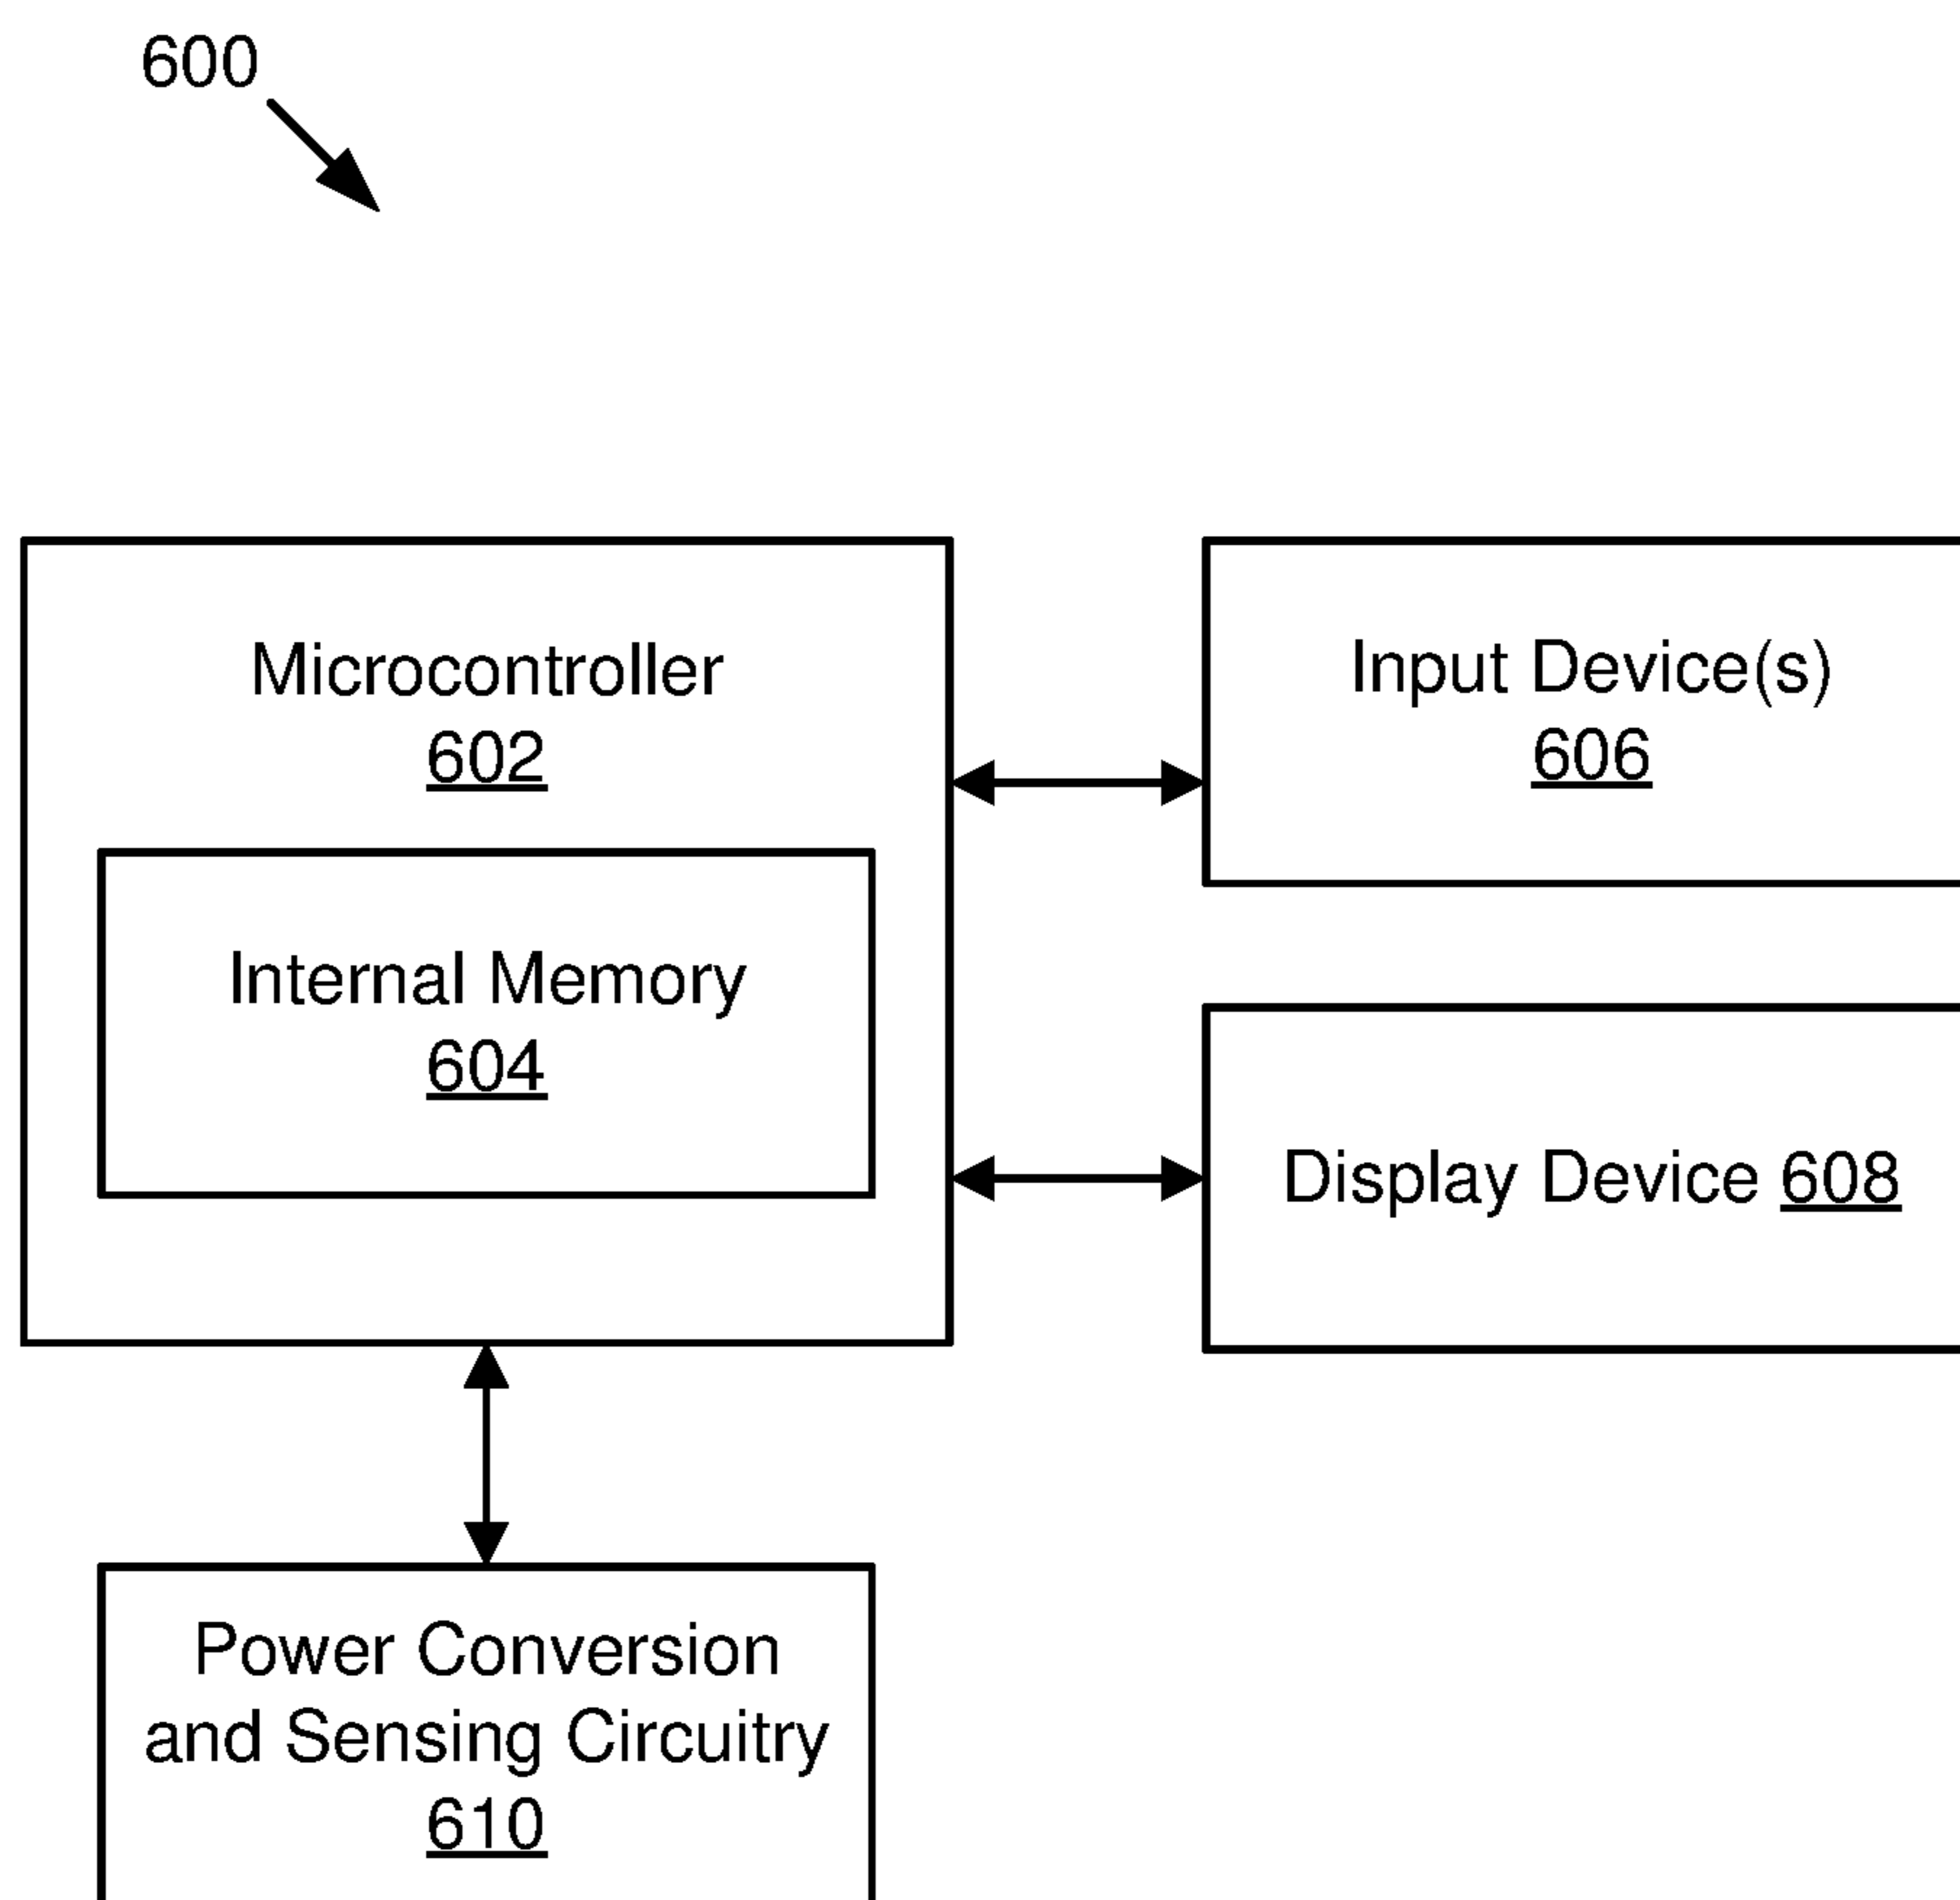 600
Microcontroller
602
Internal Memory
604
Input Device(s)
606
Display Device 608
Power Conversion
and Sensing Circuitry
610